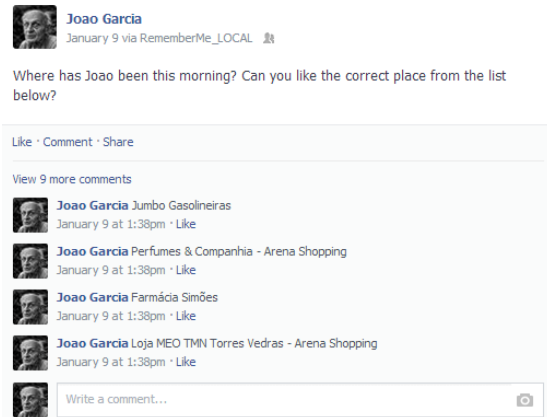 Joao Garcia
January 9 via RememberMe_LOCAL
Where has Joao been this morning? Can you like the correct place from the list
below?
Like · Comment · Share
View 9 more comments
Joao Garcia Jumbo Gasolineiras
January 9 at 1:38pm · Like
Joao Garcia Perfumes & Companhia - Arena Shopping
January 9 at 1:38pm · Like
Joao Garcia Farmácia Simões
January 9 at 1:38pm · Like
Joao Garcia Loja MEO TMN Torres Vedras - Arena Shopping
January 9 at 1:38pm · Like
Write a comment...